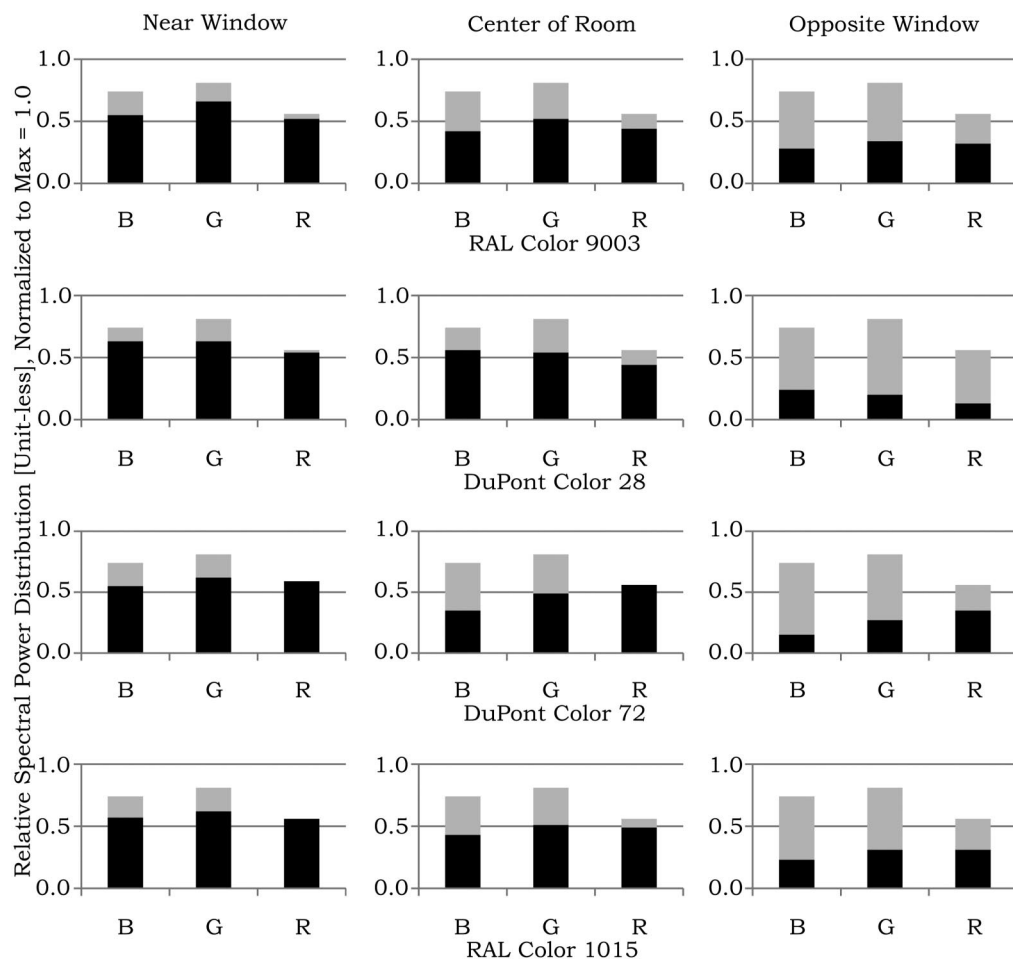 Near Window Center of Room Opposite Window
Relative Spectral Power Distribution [Unit-less], Normalized to Max = 1.0
1.0 1.0 1.0
0.5 0.5 0.5
0.0 0.0 0.0
B G R B G R B G R
RAL Color 9003
1.0 1.0 1.0
0.5 0.5 0.5
0.0 0.0 0.0
B G R B G R B G R
DuPont Color 28
1.0 1.0 1.0
0.5 0.5 0.5
0.0 0.0 0.0
B G R B G R B G R
DuPont Color 72
1.0 1.0 1.0
0.5 0.5 0.5
0.0 0.0 0.0
B G R B G R B G R
RAL Color 1015